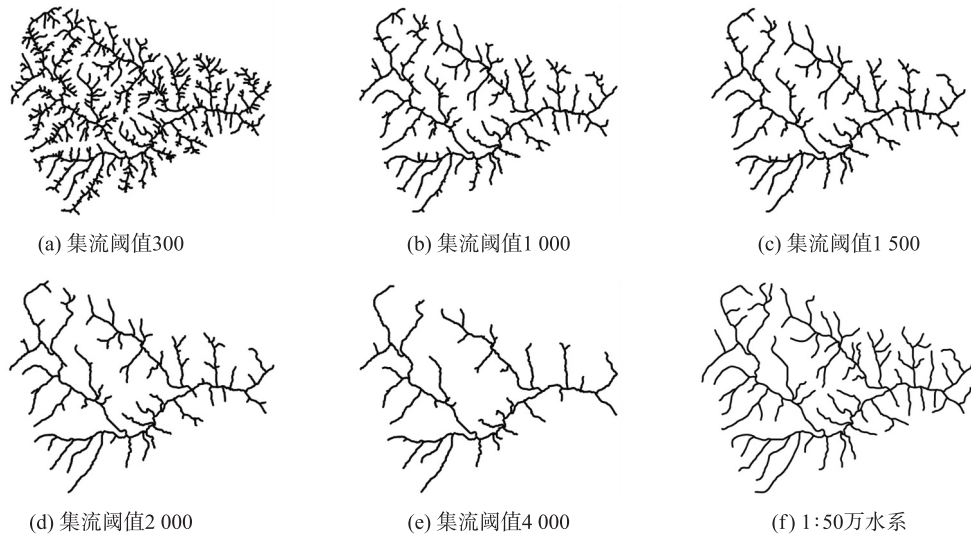 (a) 集流阈值300
(b) 集流阈值1 000
(c) 集流阈值1 500
(d) 集流阈值2 000
(e) 集流阈值4 000
(f) 1∶50万水系